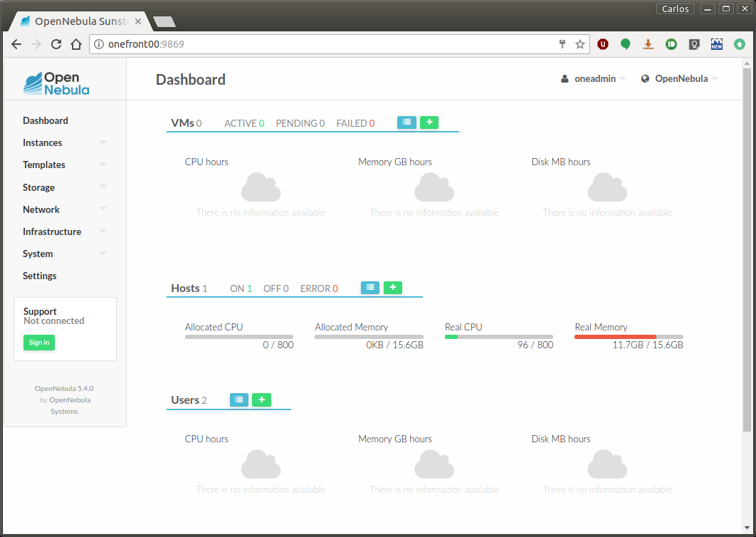 Carlos
OpenNebula Sunst
onefront00:9869
NEW
Open
Nebula
Dashboard
oneadmin
OpenNebula
Dashboard
Instances
Templates
Storage
Network
Infrastructure
System
Settings
Support
Not connected
Sign in
OpenNebula 5.4.0
by OpenNebula
Systems.
VMs 0 ACTIVE 0 PENDING 0 FAILED 0
CPU hours Memory GB hours Disk MB hours
There is no information available There is no information available There is no information available
Hosts 1 ON 1 OFF 0 ERROR 0
Allocated CPU Allocated Memory Real CPU Real Memory
0 / 800 0KB / 15.6GB 96 / 800 11.7GB / 15.6GB
Users 2
CPU hours Memory GB hours Disk MB hours
There is no information available There is no information available There is no information available